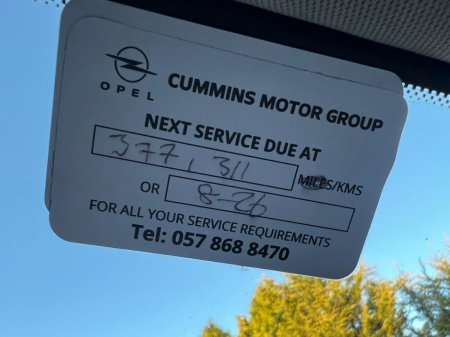 OPEL
CUMMINS MOTOR GROUP
NEXT SERVICE DUE AT
377,311
MILES/KMS
OR 8-26
FOR ALL YOUR SERVICE REQUIREMENTS
Tel: 057 868 8470